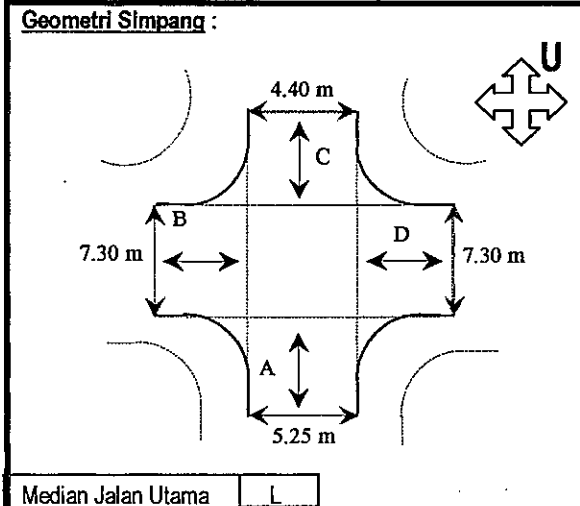 Geometri Simpang :
U
4.40 m
C
B
7.30 m
D
7.30 m
A
5.25 m
Median Jalan Utama L